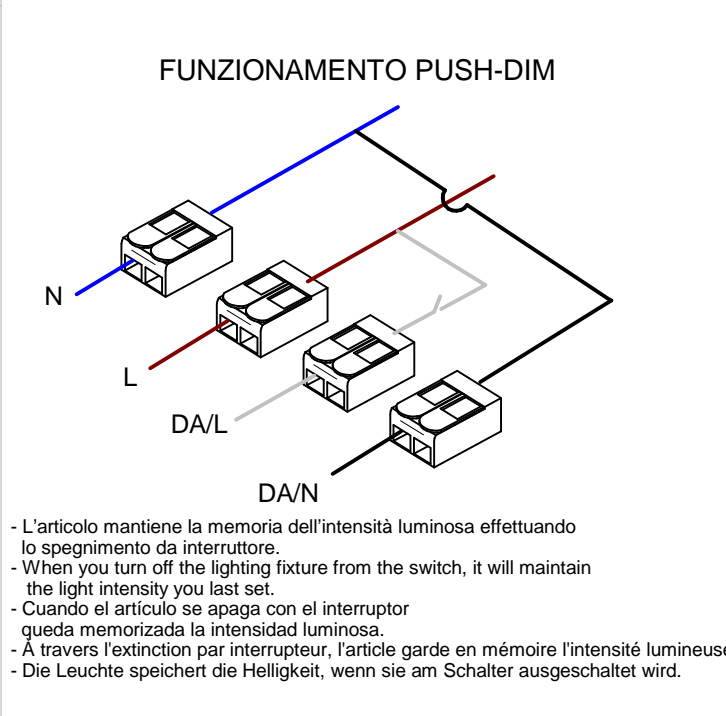 FUNZIONAMENTO PUSH-DIM
N
L
DA/L
DA/N
- L'articolo mantiene la memoria dell'intensità luminosa effettuando
lo spegnimento da interruttore.
- When you turn off the lighting fixture from the switch, it will maintain
the light intensity you last set.
- Cuando el artículo se apaga con el interruptor
queda memorizada la intensidad luminosa.
- À travers l'extinction par interrupteur, l'article garde en mémoire l'intensité lumineuse
- Die Leuchte speichert die Helligkeit, wenn sie am Schalter ausgeschaltet wird.